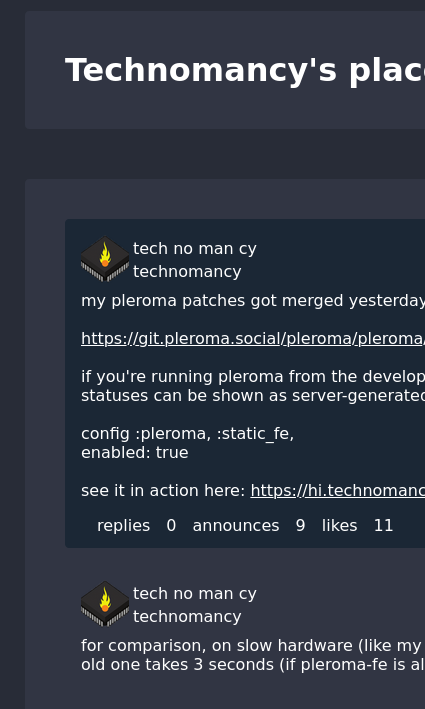 Technomancy's plac
tech no man cy
technomancy
my pleroma patches got merged yesterday
https://git.pleroma.social/pleroma/pleroma/
if you're running pleroma from the develop
statuses can be shown as server-generated
config :pleroma, :static_fe,
enabled: true
see it in action here: https://hi.technomanc
replies 0 announces 9 likes 11
tech no man cy
technomancy
for comparison, on slow hardware (like my
old one takes 3 seconds (if pleroma-fe is al